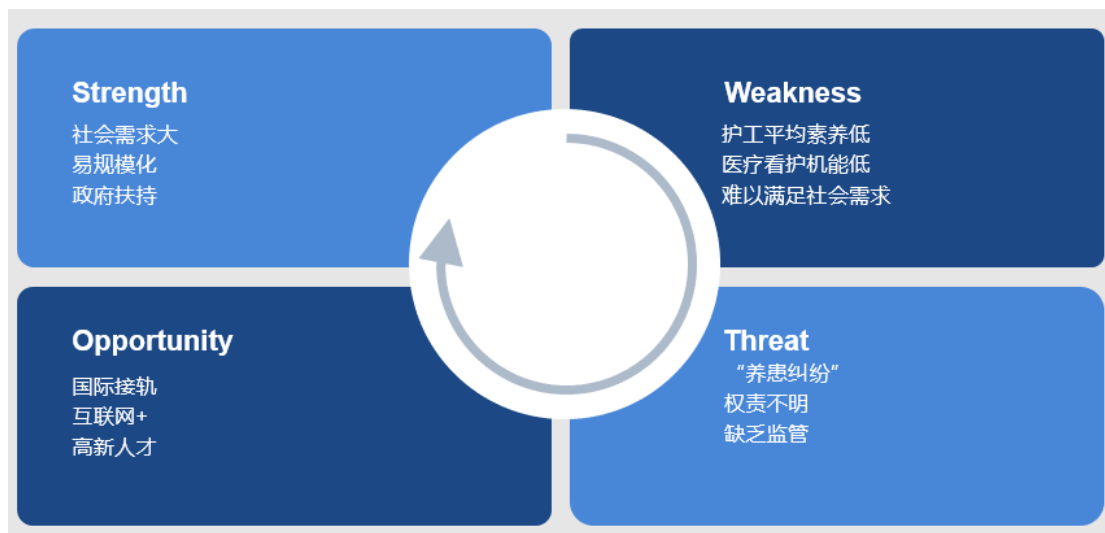 Strength
社会需求大
易规模化
政府扶持
Weakness
护工平均素养低
医疗看护机能低
难以满足社会需求
Opportunity
国际接轨
互联网+
高新人才
Threat
“养患纠纷”
权责不明
缺乏监管